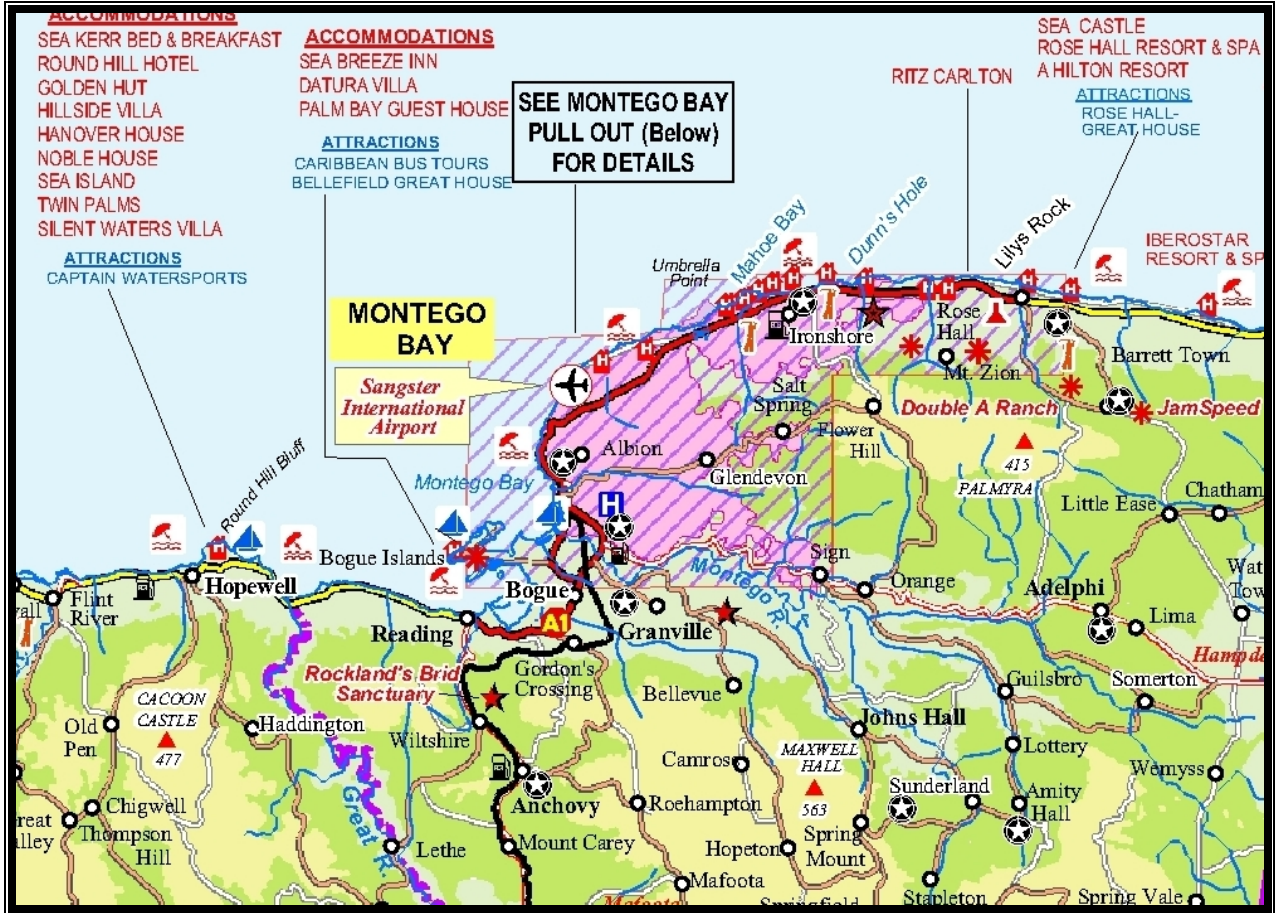 ACCOMMODATIONS
SEA KERR BED & BREAKFAST
ROUND HILL HOTEL
GOLDEN HUT
HILLSIDE VILLA
HANOVER HOUSE
NOBLE HOUSE
SEA ISLAND
TWIN PALMS
SILENT WATERS VILLA
ATTRACTIONS
CAPTAIN WATERSPORTS
ACCOMMODATIONS
SEA BREEZE INN
DATURA VILLA
PALM BAY GUEST HOUSE
ATTRACTIONS
CARIBBEAN BUS TOURS
BELLEFIELD GREAT HOUSE
SEE MONTEGO BAY
PULL OUT (Below)
FOR DETAILS
RITZ CARLTON
SEA CASTLE
ROSE HALL RESORT & SPA
A HILTON RESORT
ATTRACTIONS
ROSE HALL-
GREAT HOUSE
IBEROSTAR
RESORT & SP
Umbrella
Point
Mahoe Bay
Dunn's Hole
Lilys Rock
MONTEGO
BAY
Sangster
International
Airport
Ironshore
Rose
Hall
Mt. Zion
Barrett Town
Salt
Spring
Flower
Hill
Double A Ranch
JamSpeed
415
PALMYRA
Albion
Glendevon
Montego Bay
H
Little Ease
Chatham
Round Hill Bluff
Bogue Islands
Hopewell
Flint
River
Bogue
Reading
A1
Granville
Montego R.
Sign
Orange
Adelphi
Lima
Hampd
Gordon's
Crossing
Rockland's Brid
Sanctuary
Bellevue
Guilsbro
Somerton
CACOON
CASTLE
477
Old
Pen
Haddington
Wiltshire
Johns Hall
Lottery
Wemyss
Camrose
MAXWELL
HALL
563
Sunderland
Amity
Hall
Anchovy
Roehampton
Chigwell
Thompson
Hill
Great R.
Lethe
Mount Carey
Hopeton
Spring
Mount
Mafoota
Mafoota
Springfield
Stapleton
Spring Vale